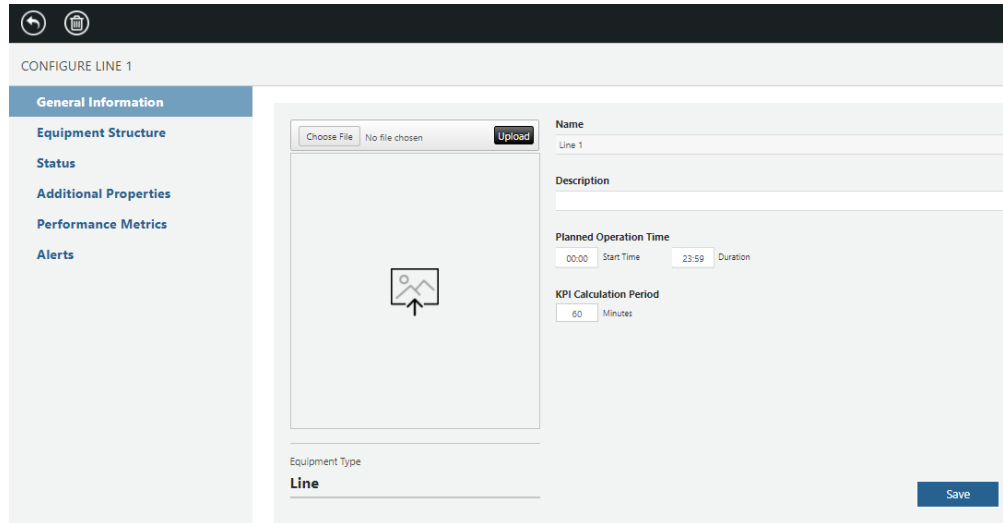 CONFIGURE LINE 1
General Information
Equipment Structure
Status
Additional Properties
Performance Metrics
Alerts
Choose File No file chosen Upload
Equipment Type
Line
Name
Line 1
Description
Planned Operation Time
00:00 Start Time 23:59 Duration
KPI Calculation Period
60 Minutes
Save